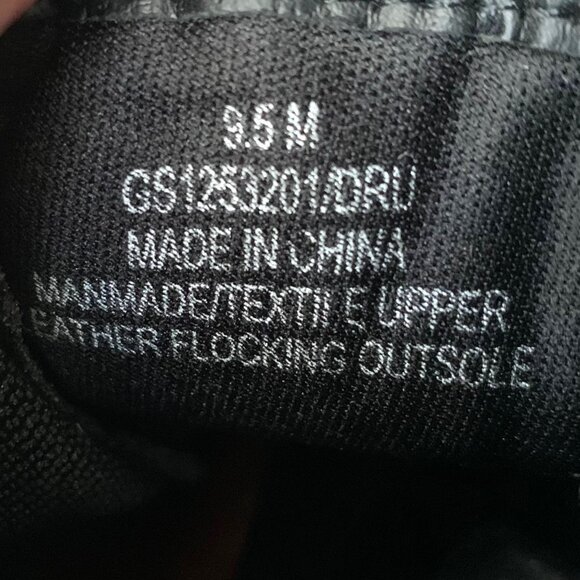 9.5 M
GS1253201/DRU
MADE IN CHINA
MANMADE/TEXTILE UPPER
EATHER FLOCKING OUTSOLE